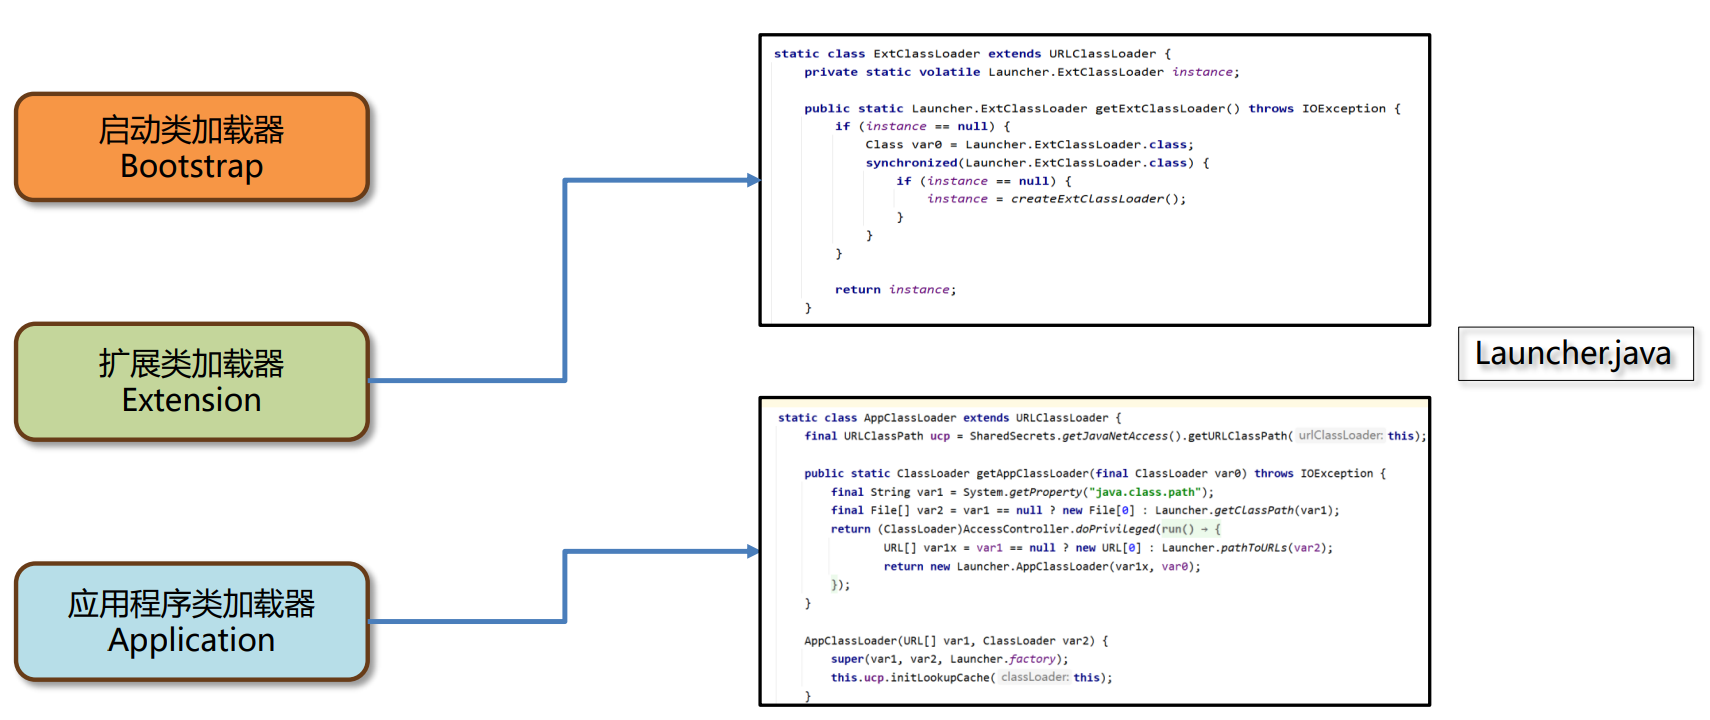 启动类加载器
Bootstrap
扩展类加载器
Extension
应用程序类加载器
Application
static class ExtClassLoader extends URLClassLoader {
private static volatile Launcher.ExtClassLoader instance;
public static Launcher.ExtClassLoader getExtClassLoader() throws IOException {
if (instance == null) {
Class var0 = Launcher.ExtClassLoader.class;
synchronized(Launcher.ExtClassLoader.class) {
if (instance == null) {
instance = createExtClassLoader();
}
}
}
return instance;
}
Launcher.java
static class AppClassLoader extends URLClassLoader {
final URLClassPath ucp = SharedSecrets.getJavaNetAccess().getURLClassPath( urlClassLoader: this);
public static ClassLoader getAppClassLoader(final ClassLoader var0) throws IOException {
final String var1 = System.getProperty("java.class.path");
final File[] var2 = var1 == null ? new File[0] : Launcher.getClassPath(var1);
return (ClassLoader)AccessController.doPrivileged(run() → {
URL[] var1x = var1 == null ? new URL[0] : Launcher.pathToURLs(var2);
return new Launcher.AppClassLoader(var1x, var0);
});
}
AppClassLoader(URL[] var1, ClassLoader var2) {
super(var1, var2, Launcher.factory);
this.ucp.initLookupCache( classLoader: this);
}